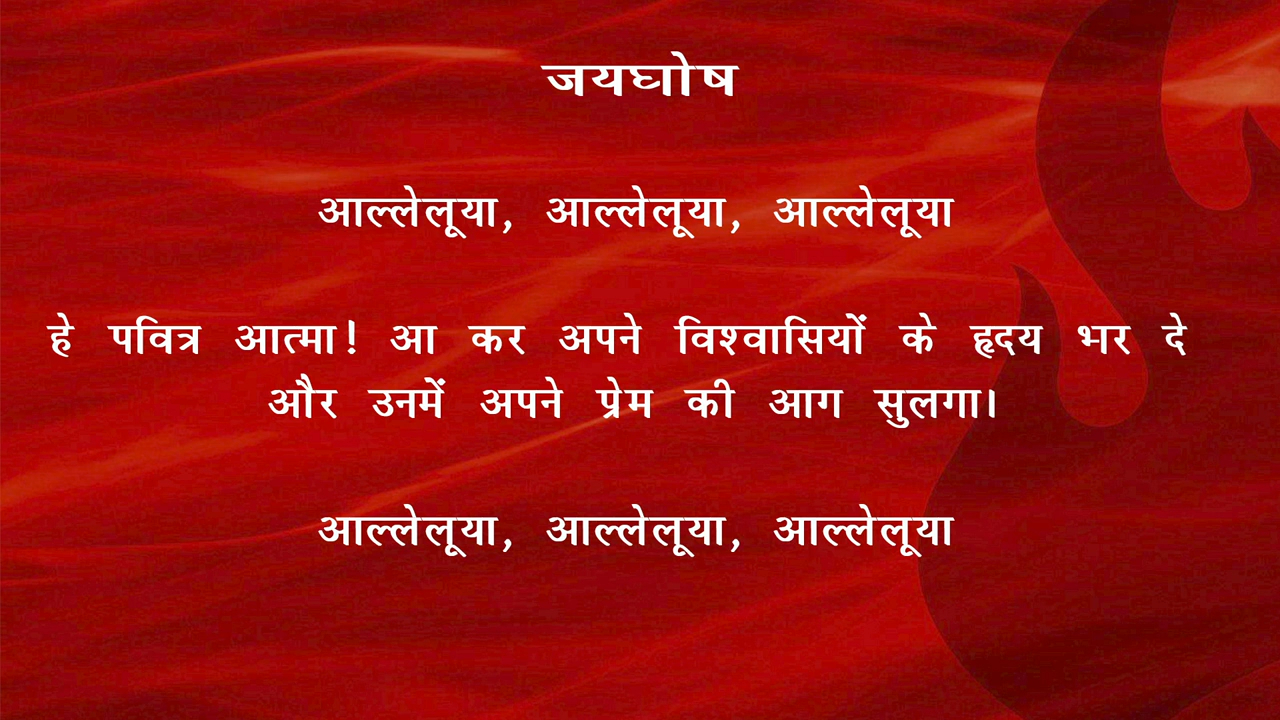 जयघोष
आल्लेलूया, आल्लेलूया, आल्लेलूया
हे पवित्र आत्मा! आ कर अपने विश्वासियों के हृदय भर दे
और उनमें अपने प्रेम की आग सुलगा।
आल्लेलूया, आल्लेलूया, आल्लेलूया